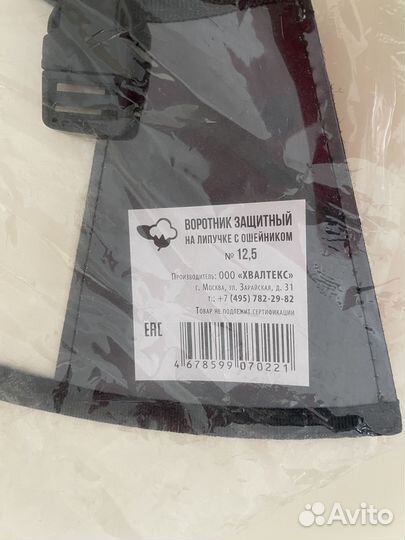 ВОРОТНИК ЗАЩИТНЫЙ
НА ЛИПУЧКЕ С ОШЕЙНИКОМ
№ 12,5
Производитель: ООО «ХВАЛТЕКС»
г. Москва, ул. Зарайская, д. 31
т.: +7 (495) 782-29-82
Товар не подлежит сертификации
EAC
4 678599 070221
Avito